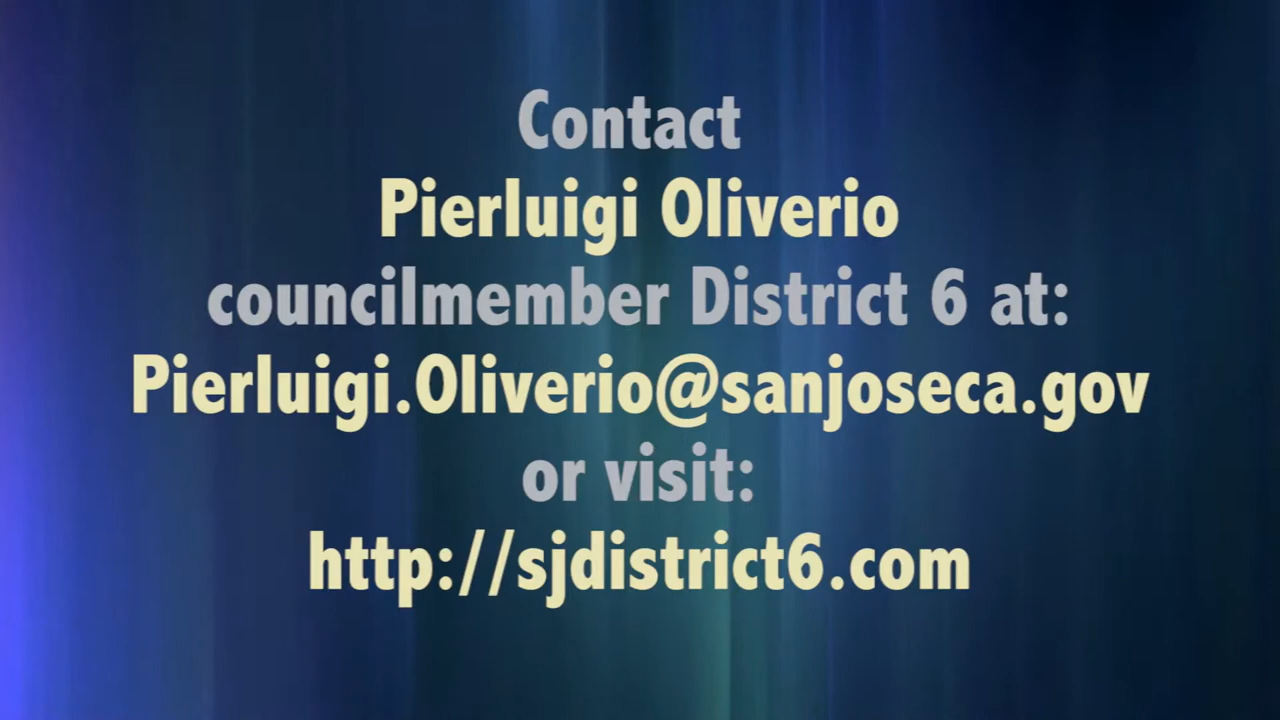 Contact
Pierluigi Oliverio
councilmember District 6 at:
Pierluigi.Oliverio@sanjoseca.gov
or visit:
http://sjdistrict6.com